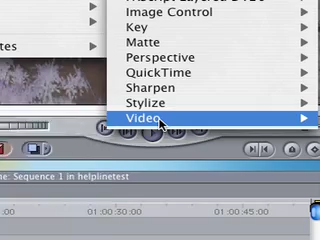 Image Control
Key
Matte
Perspective
tes
QuickTime
Sharpen
Stylize
Video
ne: Sequence 1 in helplinetest
:00
01:00:30:00
01:00:45:00